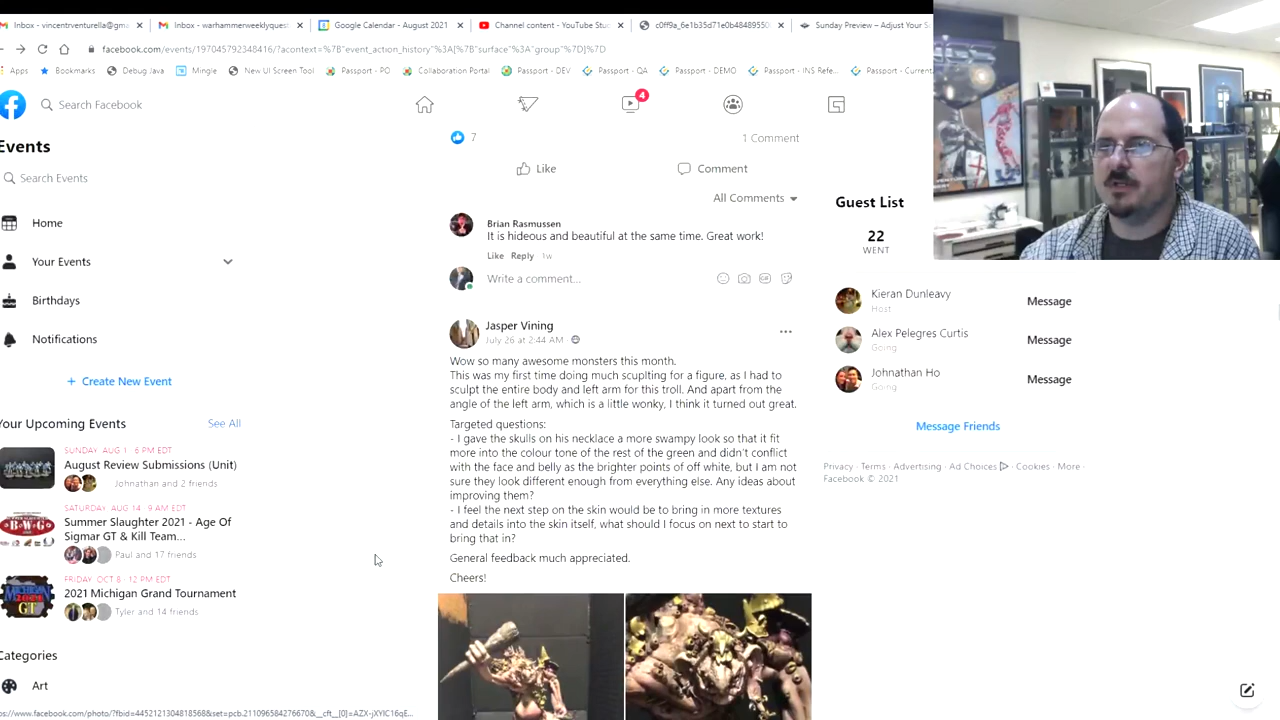 Inbox - vincentrventurella@gma
Inbox - warhammerweeklyques
Google Calendar - August 2021
Channel content - YouTube Stu
c0ff9a_6e1b35d71e0b48489550
Sunday Preview – Adjust Your S
facebook.com/events/197045792348416/?acontext=%7B"event_action_history"%3A[%7B"surface"%3A"group"%7D]%7D
Apps
Bookmarks
Debug Java
Mingle
New UI Screen Tool
Passport - PO
Collaboration Portal
Passport - DEV
Passport - QA
Passport - DEMO
Passport - INS Refe...
Passport - Current
Search Facebook
4
Events
7
1 Comment
Search Events
Like
Comment
All Comments
Guest List
Home
Brian Rasmussen
It is hideous and beautiful at the same time. Great work!
22
WENT
Like Reply 1w
Your Events
Write a comment...
Birthdays
Kieran Dunleavy
Host
Message
Notifications
Jasper Vining
July 26 at 2:44 AM
Alex Pelegres Curtis
Going
Message
Wow so many awesome monsters this month.
This was my first time doing much scuplting for a figure, as I had to
sculpt the entire body and left arm for this troll. And apart from the
angle of the left arm, which is a little wonky, I think it turned out great.
Johnathan Ho
Going
Message
+ Create New Event
Message Friends
Your Upcoming Events
See All
Targeted questions:
- I gave the skulls on his necklace a more swampy look so that it fit
more into the colour tone of the rest of the green and didn't conflict
with the face and belly as the brighter points of off white, but I am not
sure they look different enough from everything else. Any ideas about
improving them?
- I feel the next step on the skin would be to bring in more textures
and details into the skin itself, what should I focus on next to start to
bring that in?
General feedback much appreciated.
Cheers!
Privacy · Terms · Advertising · Ad Choices · Cookies · More ·
Facebook © 2021
SUNDAY, AUG 1 · 6 PM EDT
August Review Submissions (Unit)
Johnathan and 2 friends
SATURDAY, AUG 14 · 9 AM EDT
Summer Slaughter 2021 - Age Of
Sigmar GT & Kill Team...
Paul and 17 friends
FRIDAY, OCT 8 · 12 PM EDT
2021 Michigan Grand Tournament
Tyler and 14 friends
Categories
Art